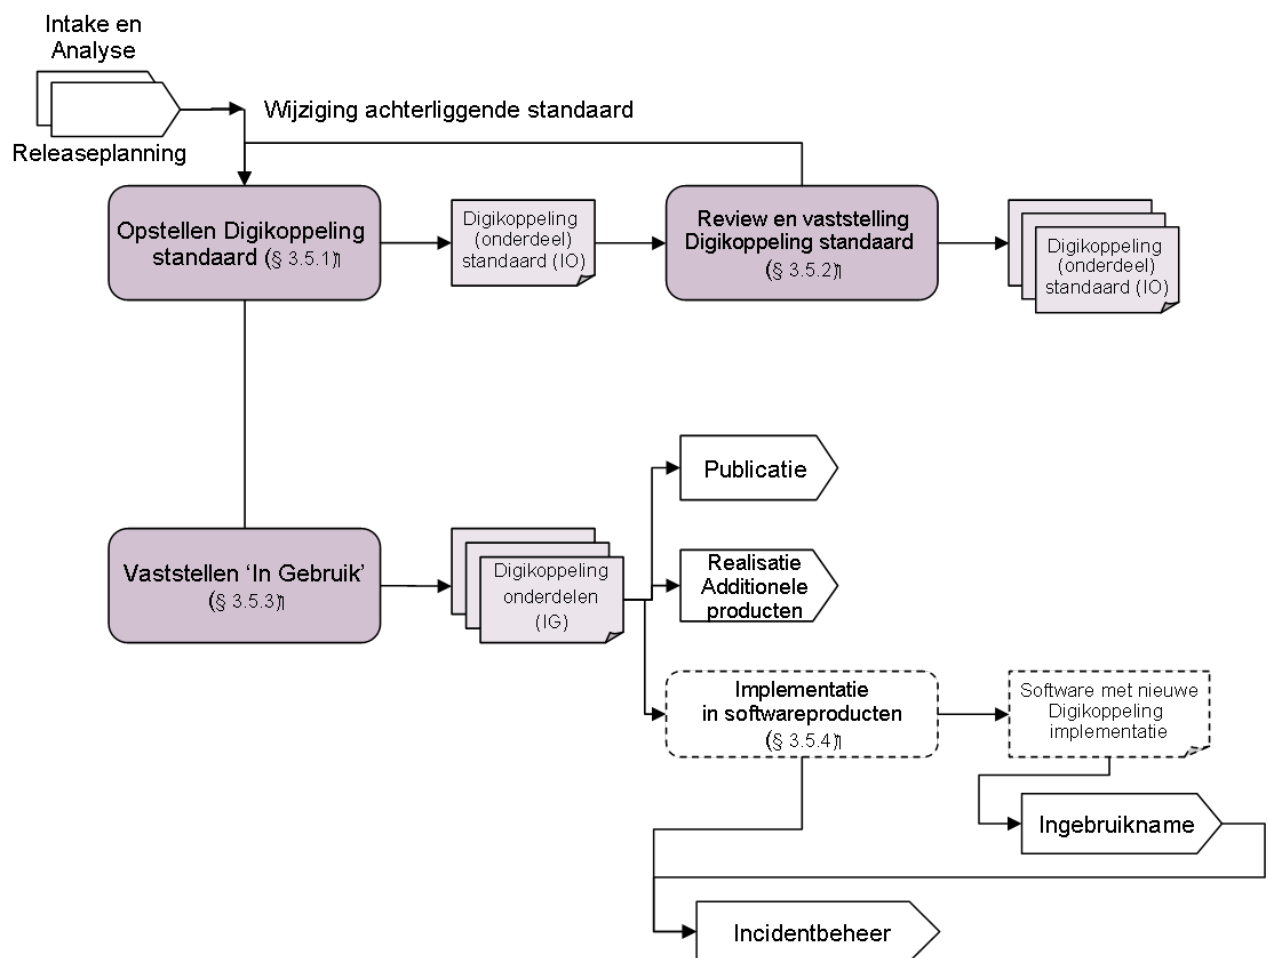 Intake en
Analyse
Releaseplanning
Wijziging achterliggende standaard
Opstellen Digikoppeling
standaard (§ 3.5.1)¶
Digikoppeling
(onderdeel)
standaard (IO)
Review en vaststelling
Digikoppeling standaard
(§ 3.5.2)¶
Digikoppeling
(onderdeel)
standaard (IO)
Vaststellen ‘In Gebruik’
(§ 3.5.3)¶
Digikoppeling
onderdelen
(IG)
Publicatie
Realisatie
Additionele
producten
Implementatie
in softwareproducten
(§ 3.5.4)¶
Software met nieuwe
Digikoppeling
implementatie
Ingebruikname
Incidentbeheer